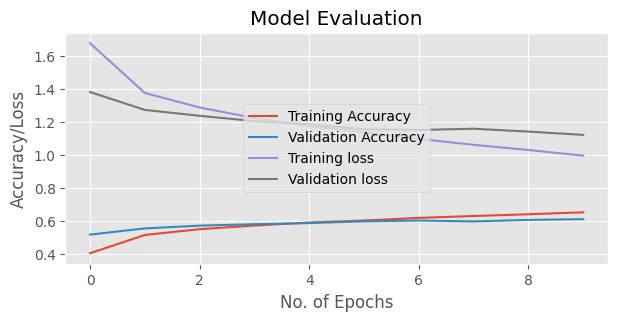 Model Evaluation
Accuracy/Loss
1.6
1.4
1.2
1.0
0.8
0.6
0.4
Training Accuracy
Validation Accuracy
Training loss
Validation loss
0 2 4 6 8
No. of Epochs